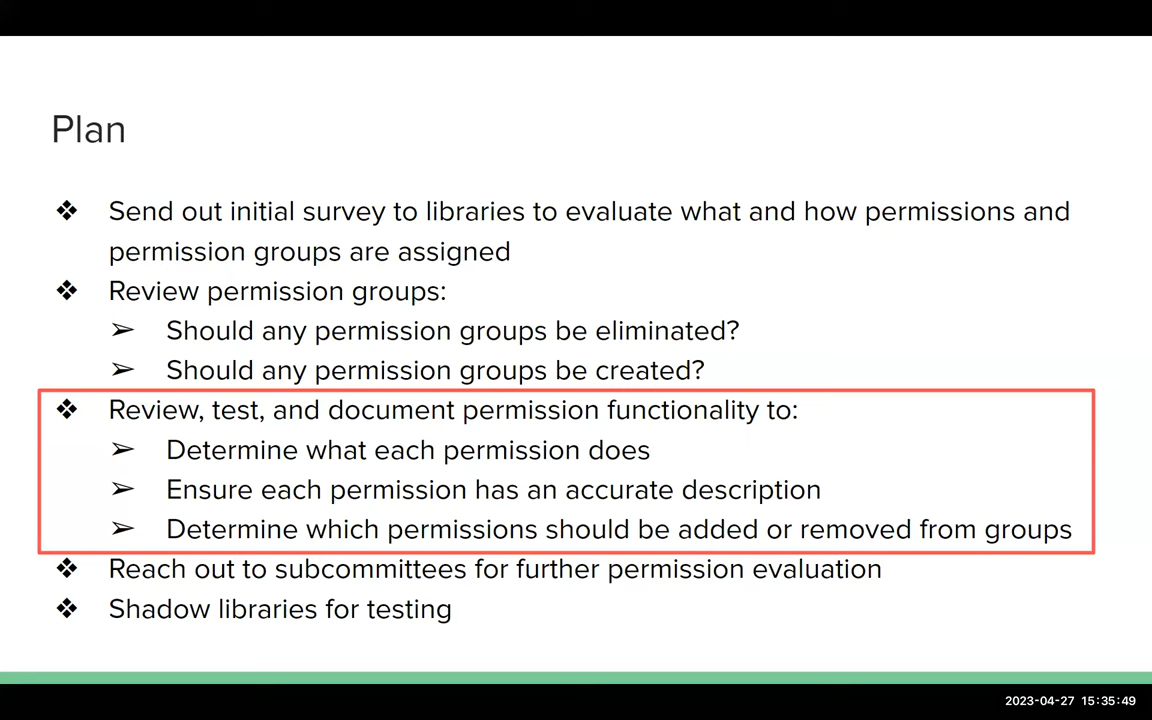 Plan
❖ Send out initial survey to libraries to evaluate what and how permissions and
permission groups are assigned
❖ Review permission groups:
➢ Should any permission groups be eliminated?
➢ Should any permission groups be created?
❖ Review, test, and document permission functionality to:
➢ Determine what each permission does
➢ Ensure each permission has an accurate description
➢ Determine which permissions should be added or removed from groups
❖ Reach out to subcommittees for further permission evaluation
❖ Shadow libraries for testing
2023-04-27 15:35:49